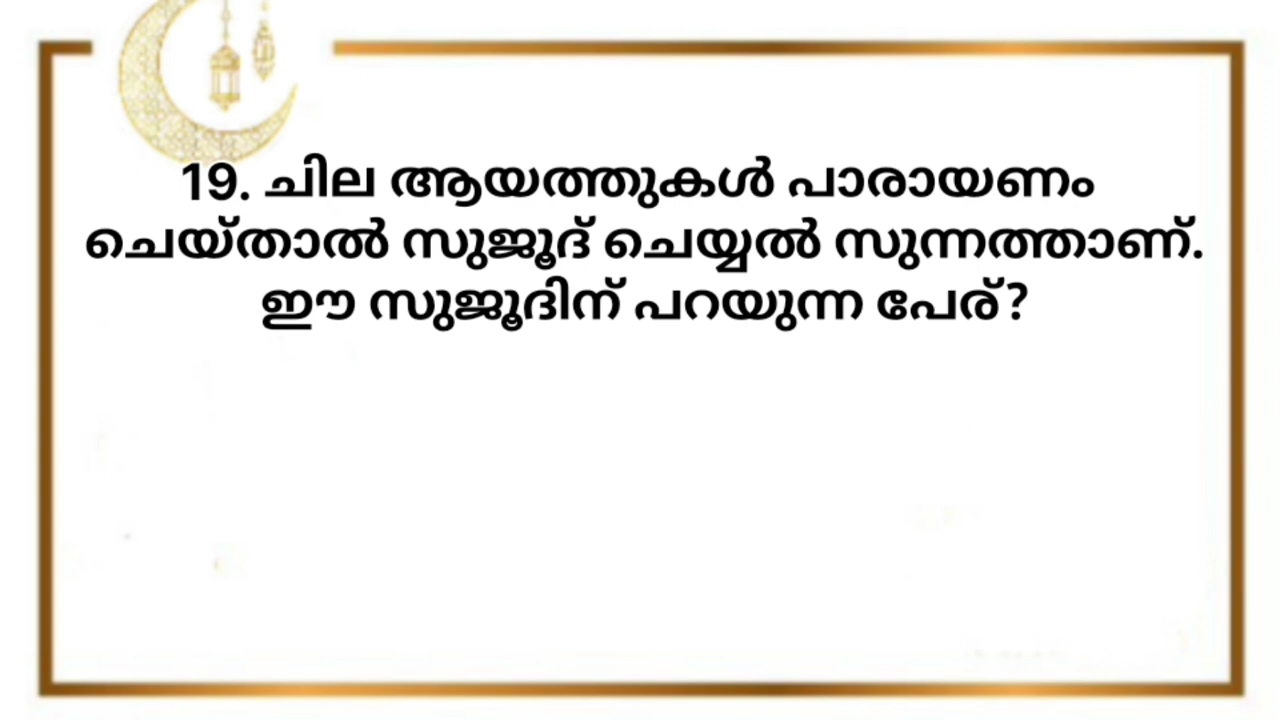 19. ചില ആയത്തുകൾ പാരായണം
ചെയ്താൽ സുജൂദ് ചെയ്യൽ സുന്നത്താണ്.
ഈ സുജൂദിന് പറയുന്ന പേര്?